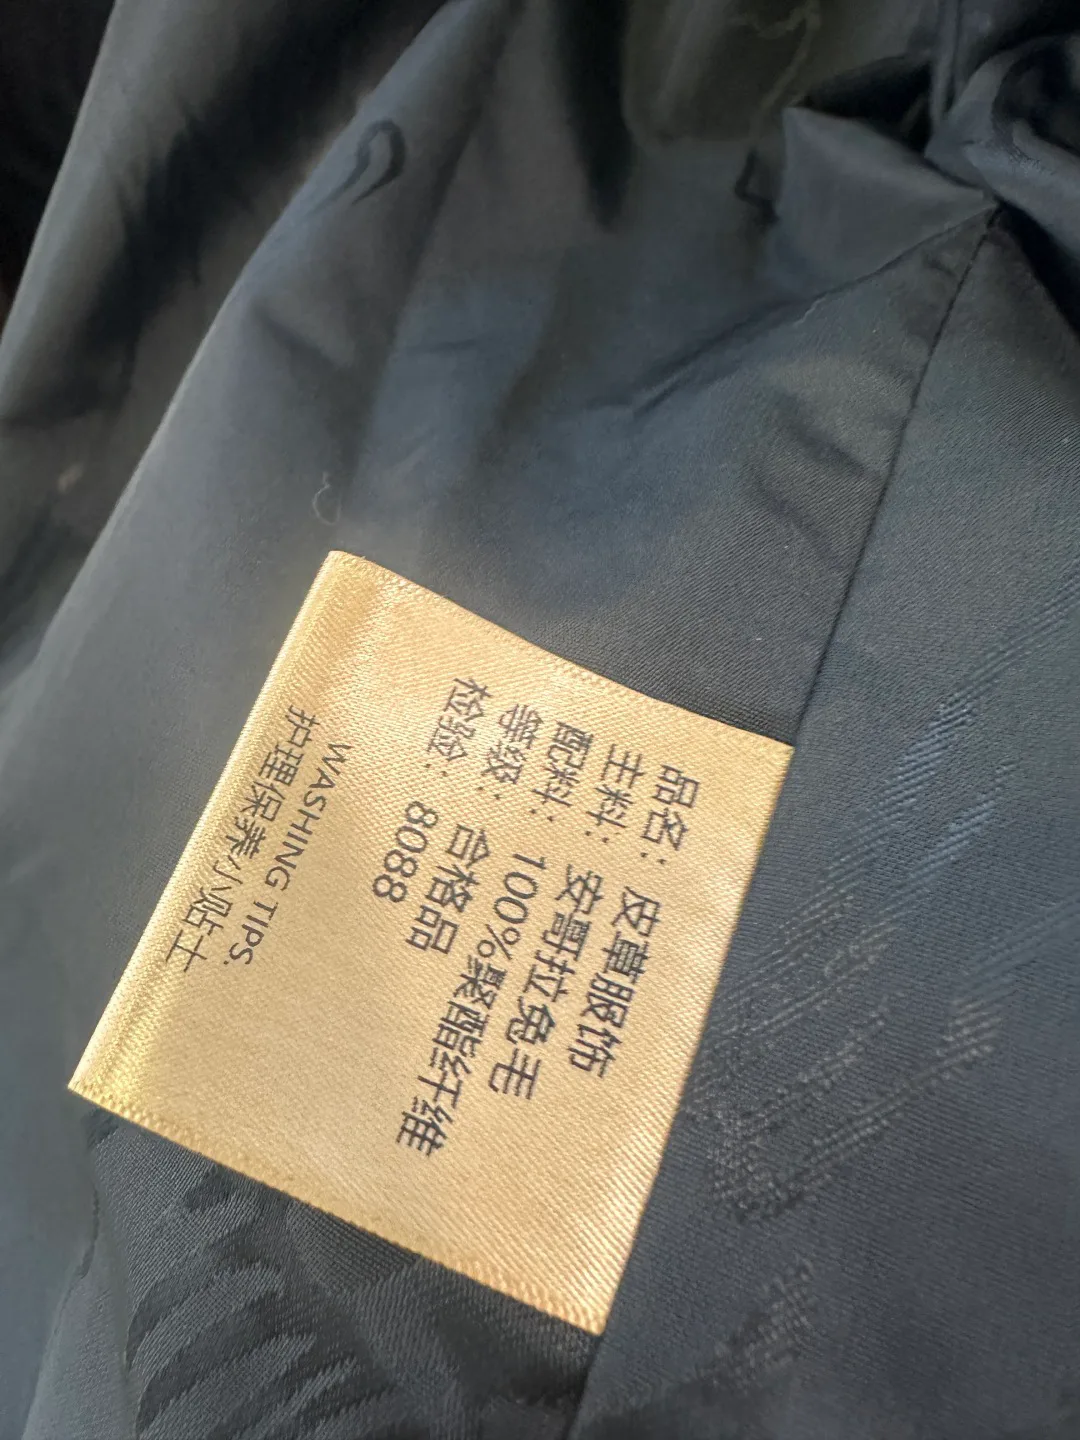 品名：皮草服饰
主料：安哥拉兔毛
配料：100%聚酯纤维
等级：合格品
检验：8088
WASHING TIPS.
护理保养小贴士